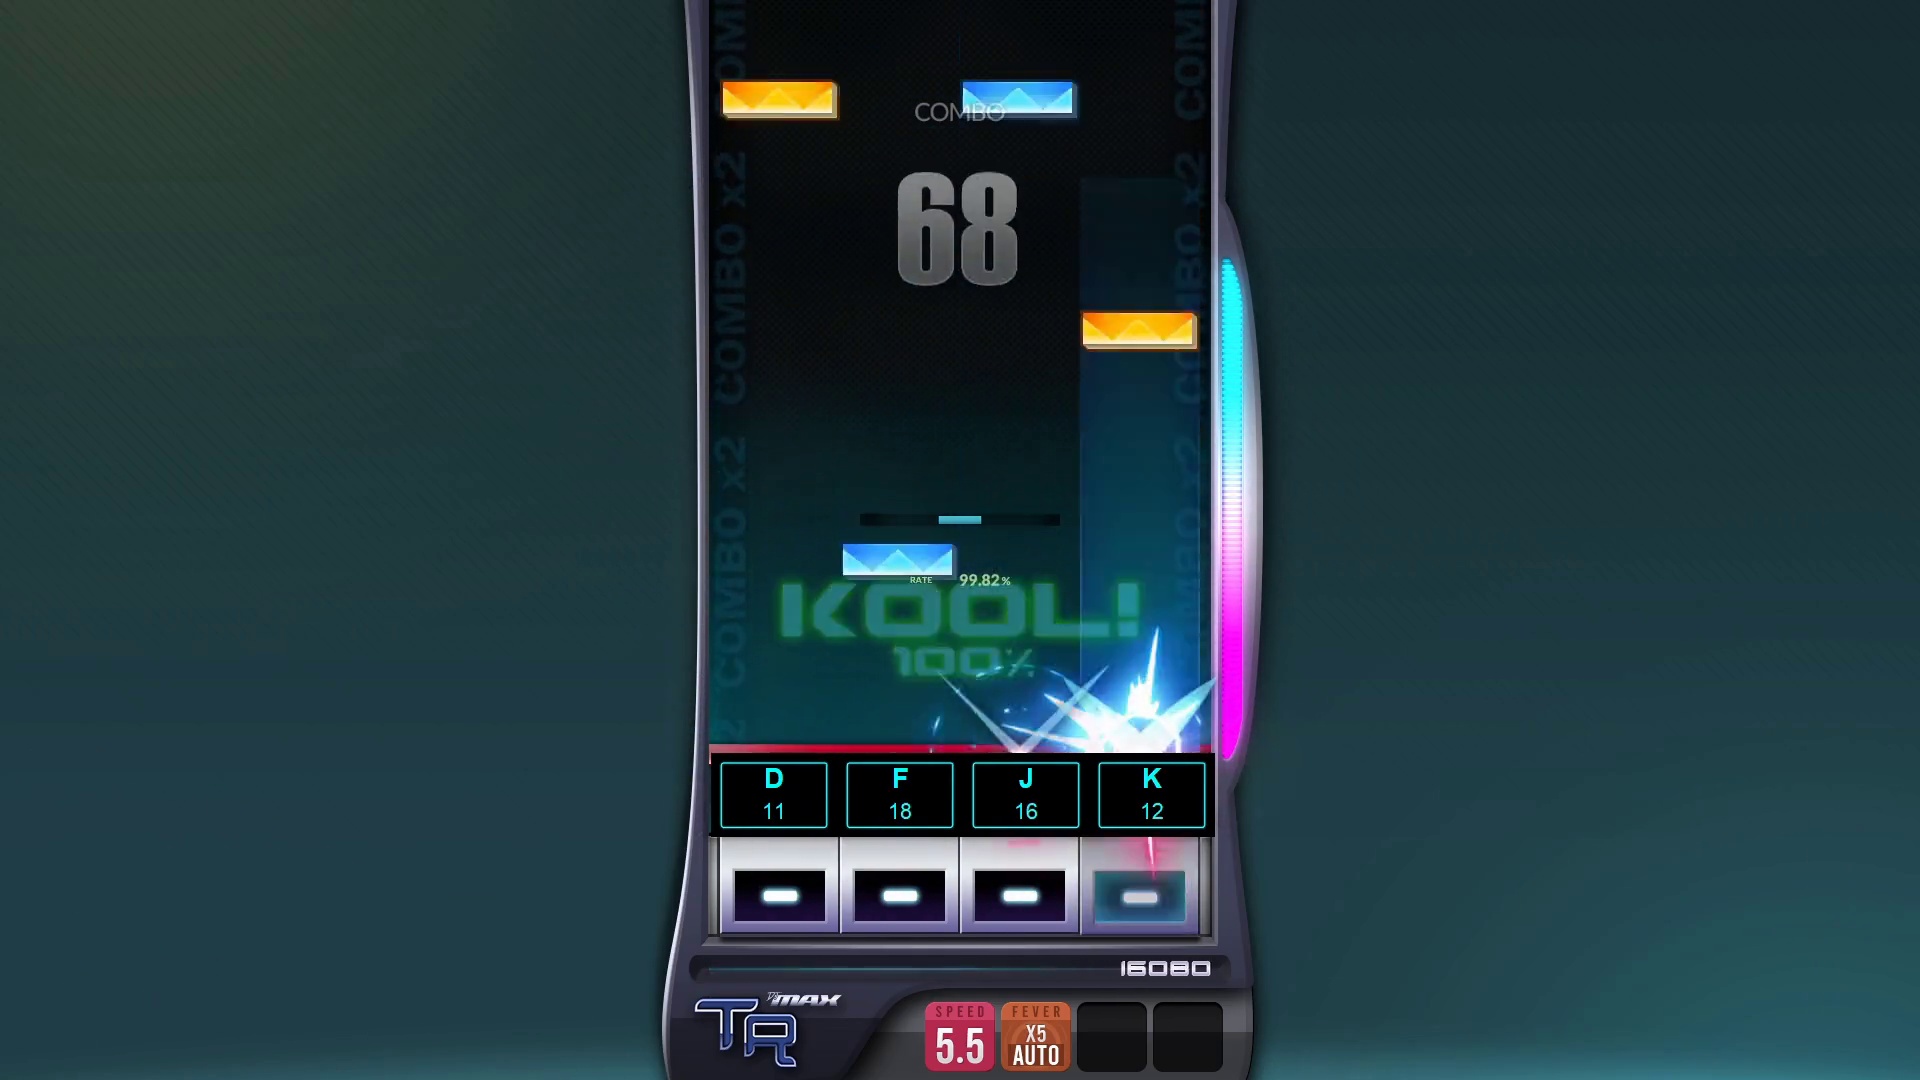 COMBO x2
COMBO x2
COMBO
68
COMBO x2
COMBO x2
RATE 99.82%
KOOL!
100%
D F J K
11 18 16 12
16080
DJMAX
TR
SPEED
5.5
FEVER
X5
AUTO